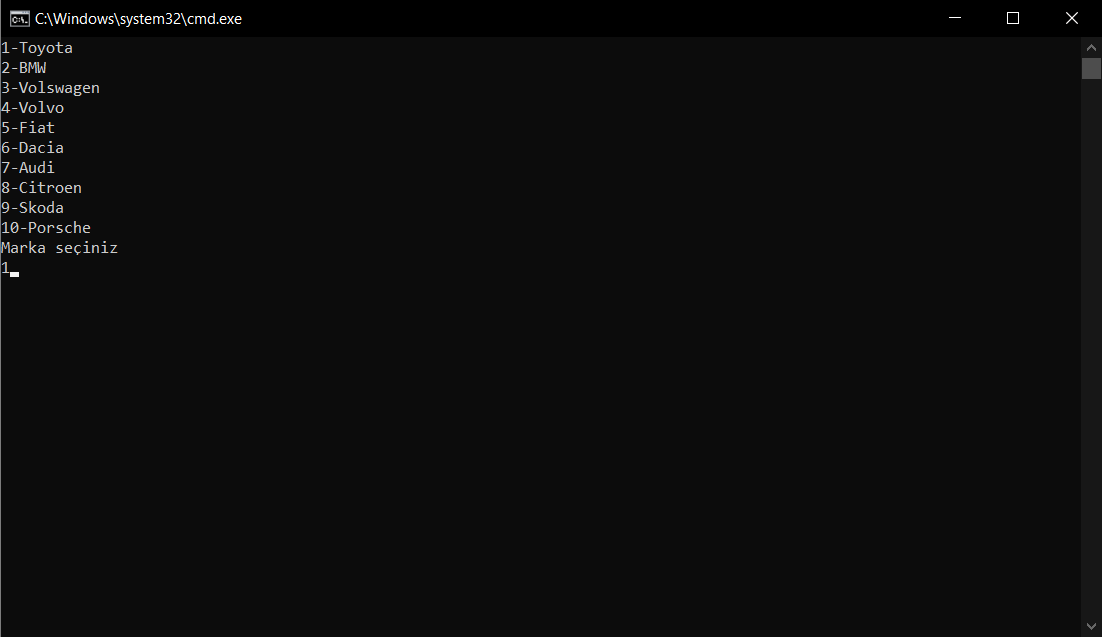 C:\Windows\system32\cmd.exe
1-Toyota
2-BMW
3-Volswagen
4-Volvo
5-Fiat
6-Dacia
7-Audi
8-Citroen
9-Skoda
10-Porsche
Marka seçiniz
1